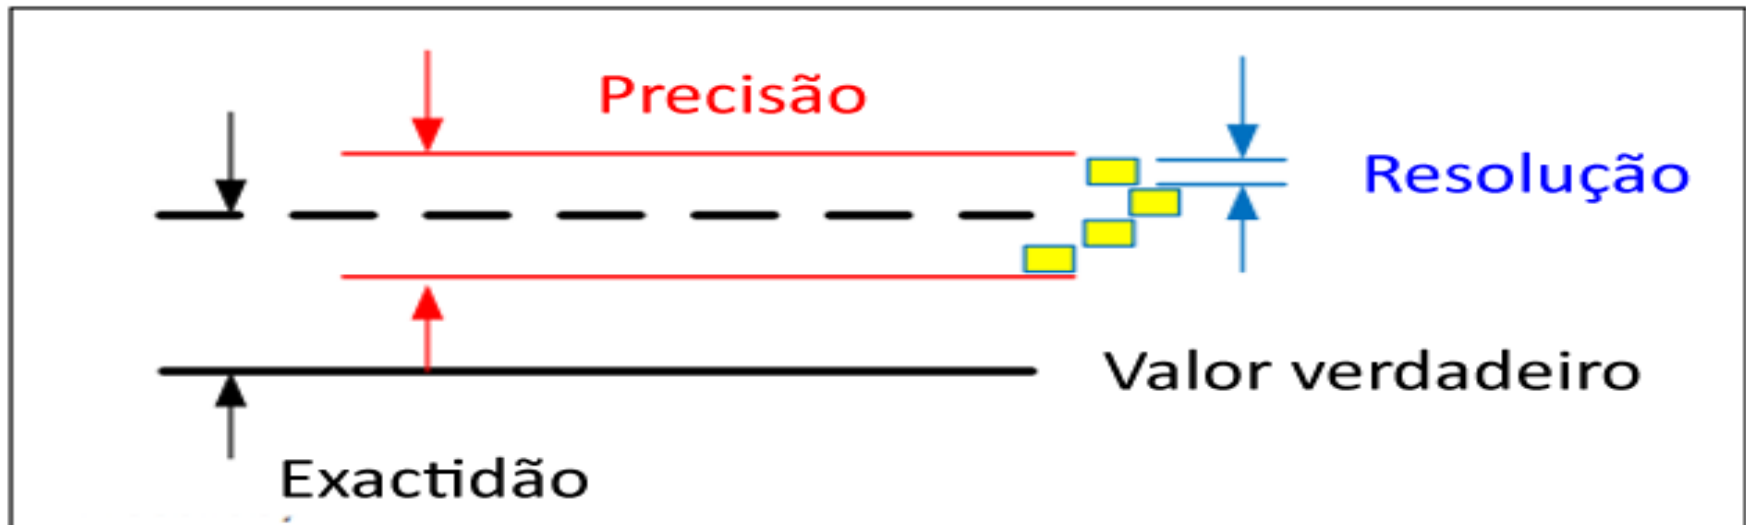 Precisão
Resolução
Valor verdadeiro
Exactidão